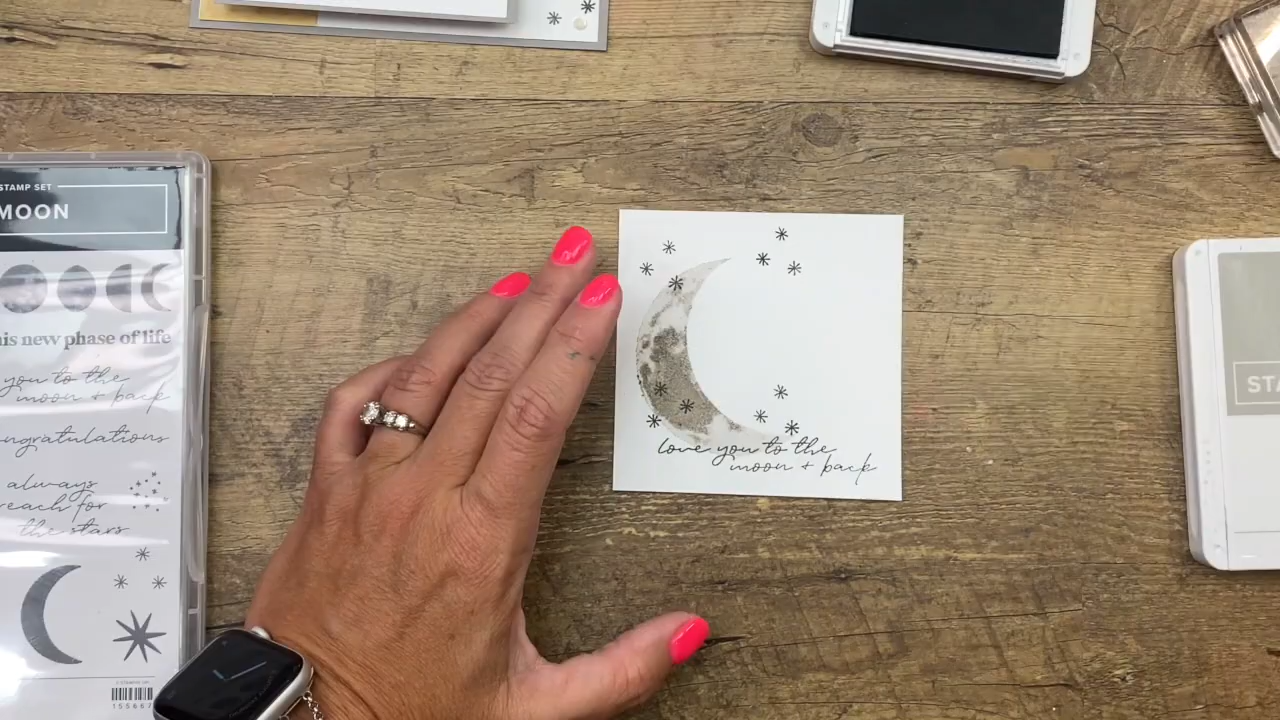 STAMP SET
MOON
his new phase of life
you to the
moon + back
ngratulations
always
reach for
the stars
155667
love you to the
moon + back
STA